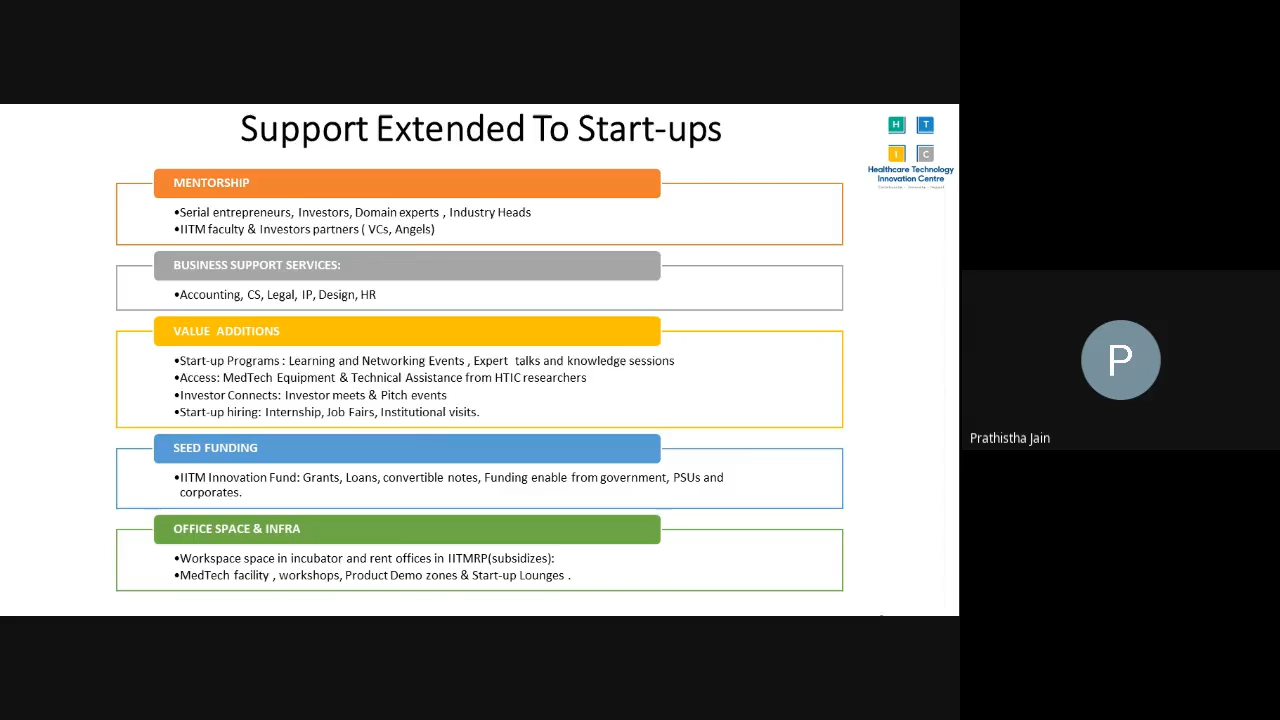 Support Extended To Start-ups
H T
I C
Healthcare Technology
Innovation Centre
MENTORSHIP
•Serial entrepreneurs, Investors, Domain experts , Industry Heads
•IITM faculty & Investors partners ( VCs, Angels)
BUSINESS SUPPORT SERVICES:
•Accounting, CS, Legal, IP, Design, HR
VALUE ADDITIONS
•Start-up Programs : Learning and Networking Events , Expert talks and knowledge sessions
•Access: MedTech Equipment & Technical Assistance from HTIC researchers
•Investor Connects: Investor meets & Pitch events
•Start-up hiring: Internship, Job Fairs, Institutional visits.
SEED FUNDING
•IITM Innovation Fund: Grants, Loans, convertible notes, Funding enable from government, PSUs and
corporates.
OFFICE SPACE & INFRA
•Workspace space in incubator and rent offices in IITMRP(subsidizes):
•MedTech facility , workshops, Product Demo zones & Start-up Lounges .
P
Prathistha Jain